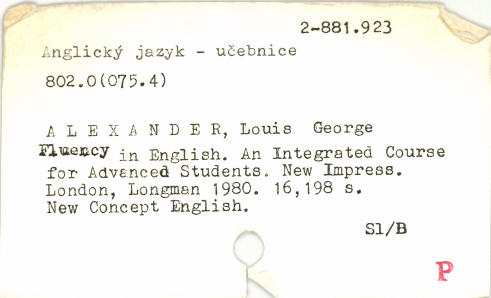 2-881.923
Anglický jazyk - učebnice
802.0(075.4)
A L E X A N D E R, Louis George
Fluency in English. An Integrated Course
for Advanced Students. New Impress.
London, Longman 1980. 16,198 s.
New Concept English.
Sl/B
P